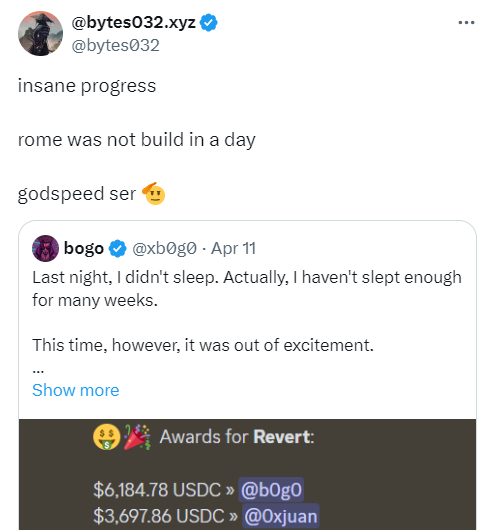 @bytes032.xyz
@bytes032
insane progress
rome was not build in a day
godspeed ser 🫡
bogo @xb0g0 · Apr 11
Last night, I didn't sleep. Actually, I haven't slept enough
for many weeks.
This time, however, it was out of excitement.
...
Show more
🤑 🎉 Awards for Revert:
$6,184.78 USDC » @b0g0
$3,697.86 USDC » @0xjuan